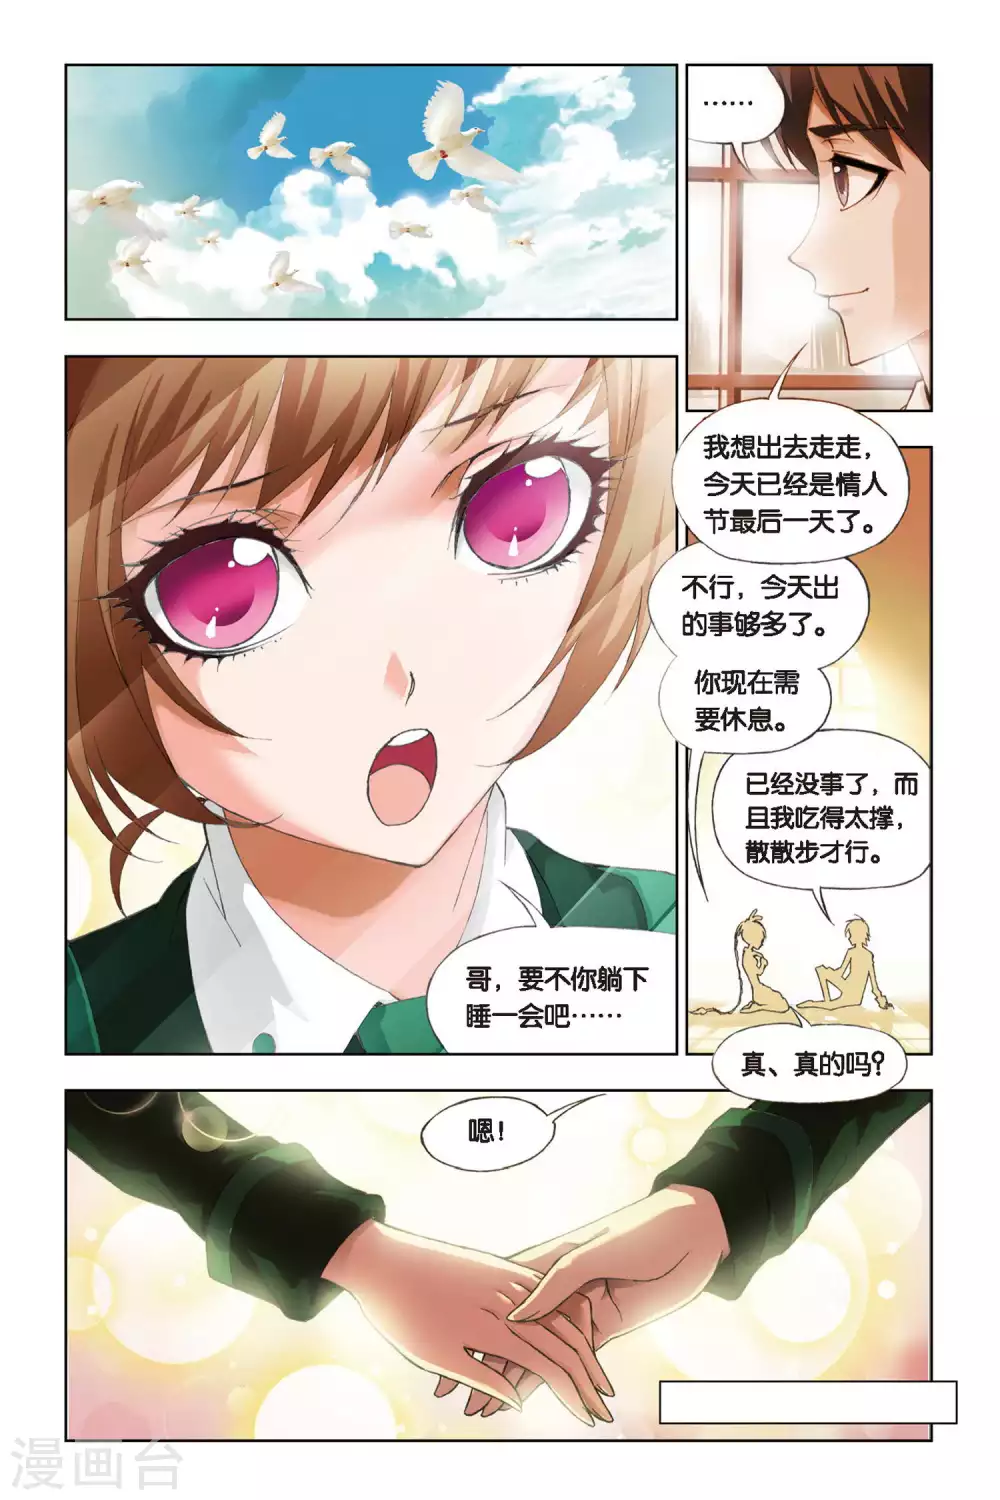 ……
哥，要不你躺下
睡一会吧……
我想出去走走，
今天已经是情人
节最后一天了。
不行，今天出
的事够多了。
你现在需
要休息。
已经没事了，而
且我吃得太撑，
散散步才行。
真、真的吗？
嗯！
漫画台